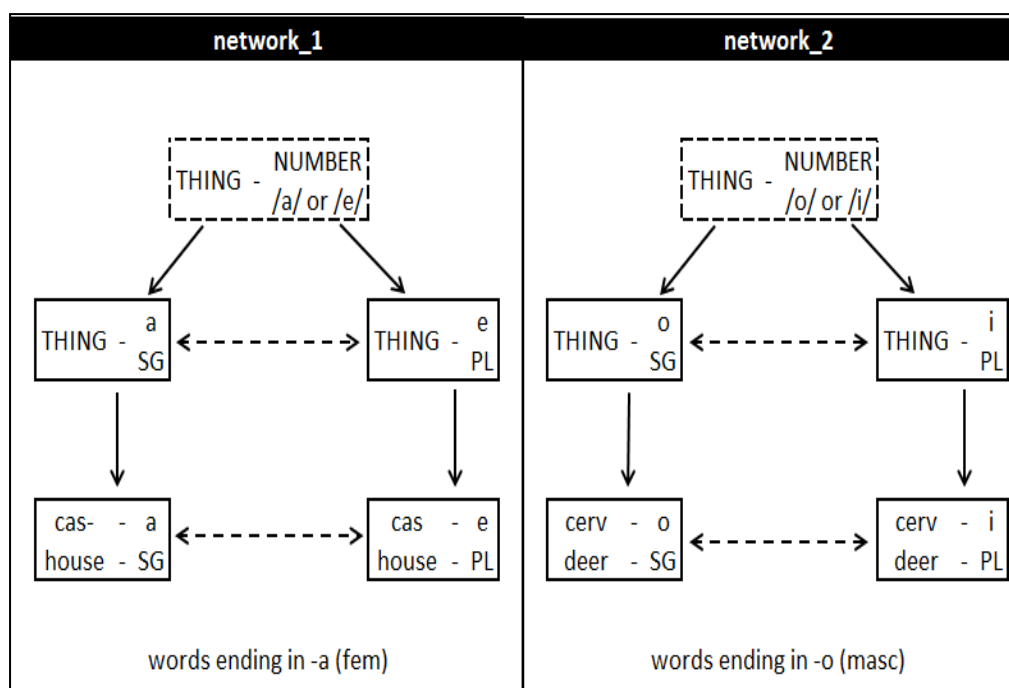 network_1
NUMBER
THING -
/a/ or /e/
a
THING -
SG
e
THING -
PL
cas- - a
house - SG
cas - e
house - PL
words ending in -a (fem)
network_2
NUMBER
THING -
/o/ or /i/
o
THING -
SG
i
THING -
PL
cerv - o
deer - SG
cerv - i
deer - PL
words ending in -o (masc)